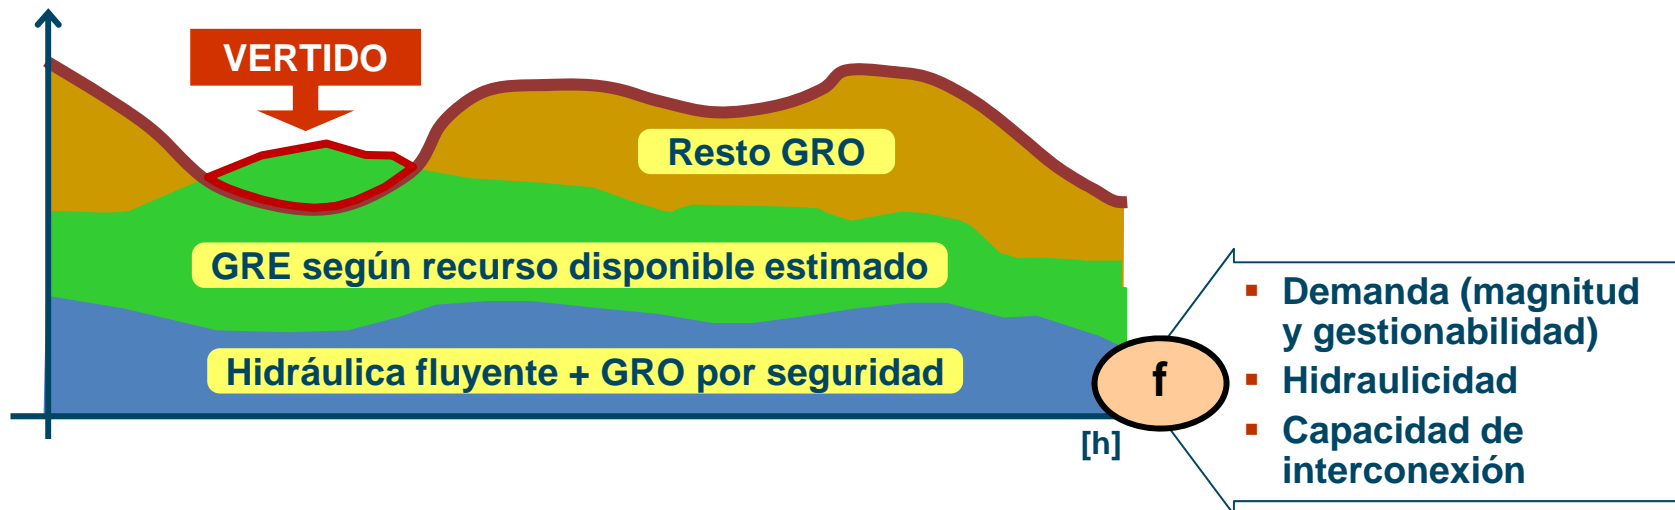 VERTIDO
Resto GRO
GRE según recurso disponible estimado
Hidráulica fluyente + GRO por seguridad
f
[h]
▪ Demanda (magnitud
y gestionabilidad)
▪ Hidraulicidad
▪ Capacidad de
interconexión